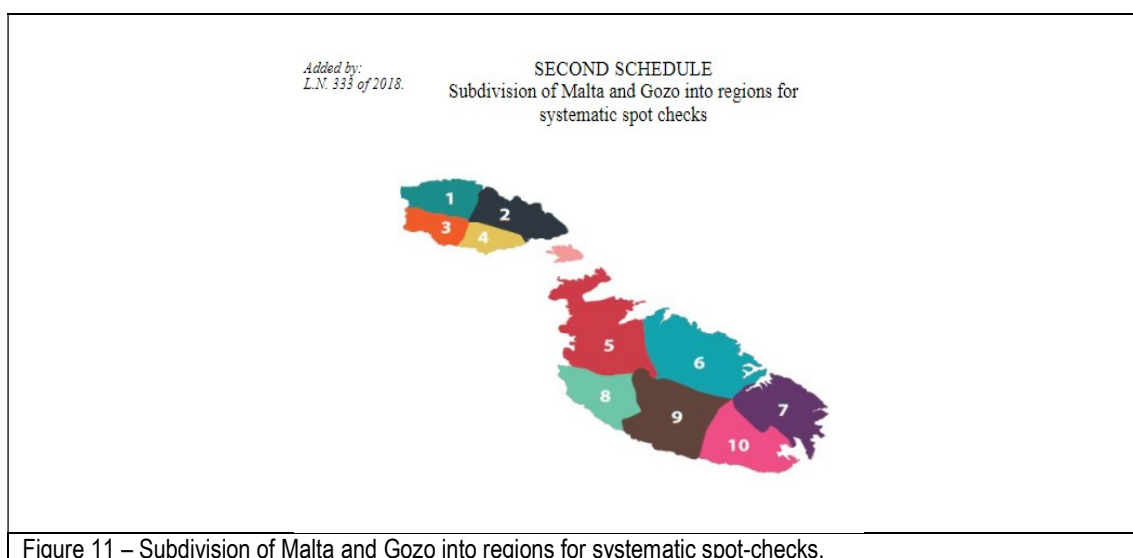 Added by:
L.N. 333 of 2018.
SECOND SCHEDULE
Subdivision of Malta and Gozo into regions for
systematic spot checks
1
2
3
4
5
6
7
8
9
10
Figure 11 – Subdivision of Malta and Gozo into regions for systematic spot-checks.